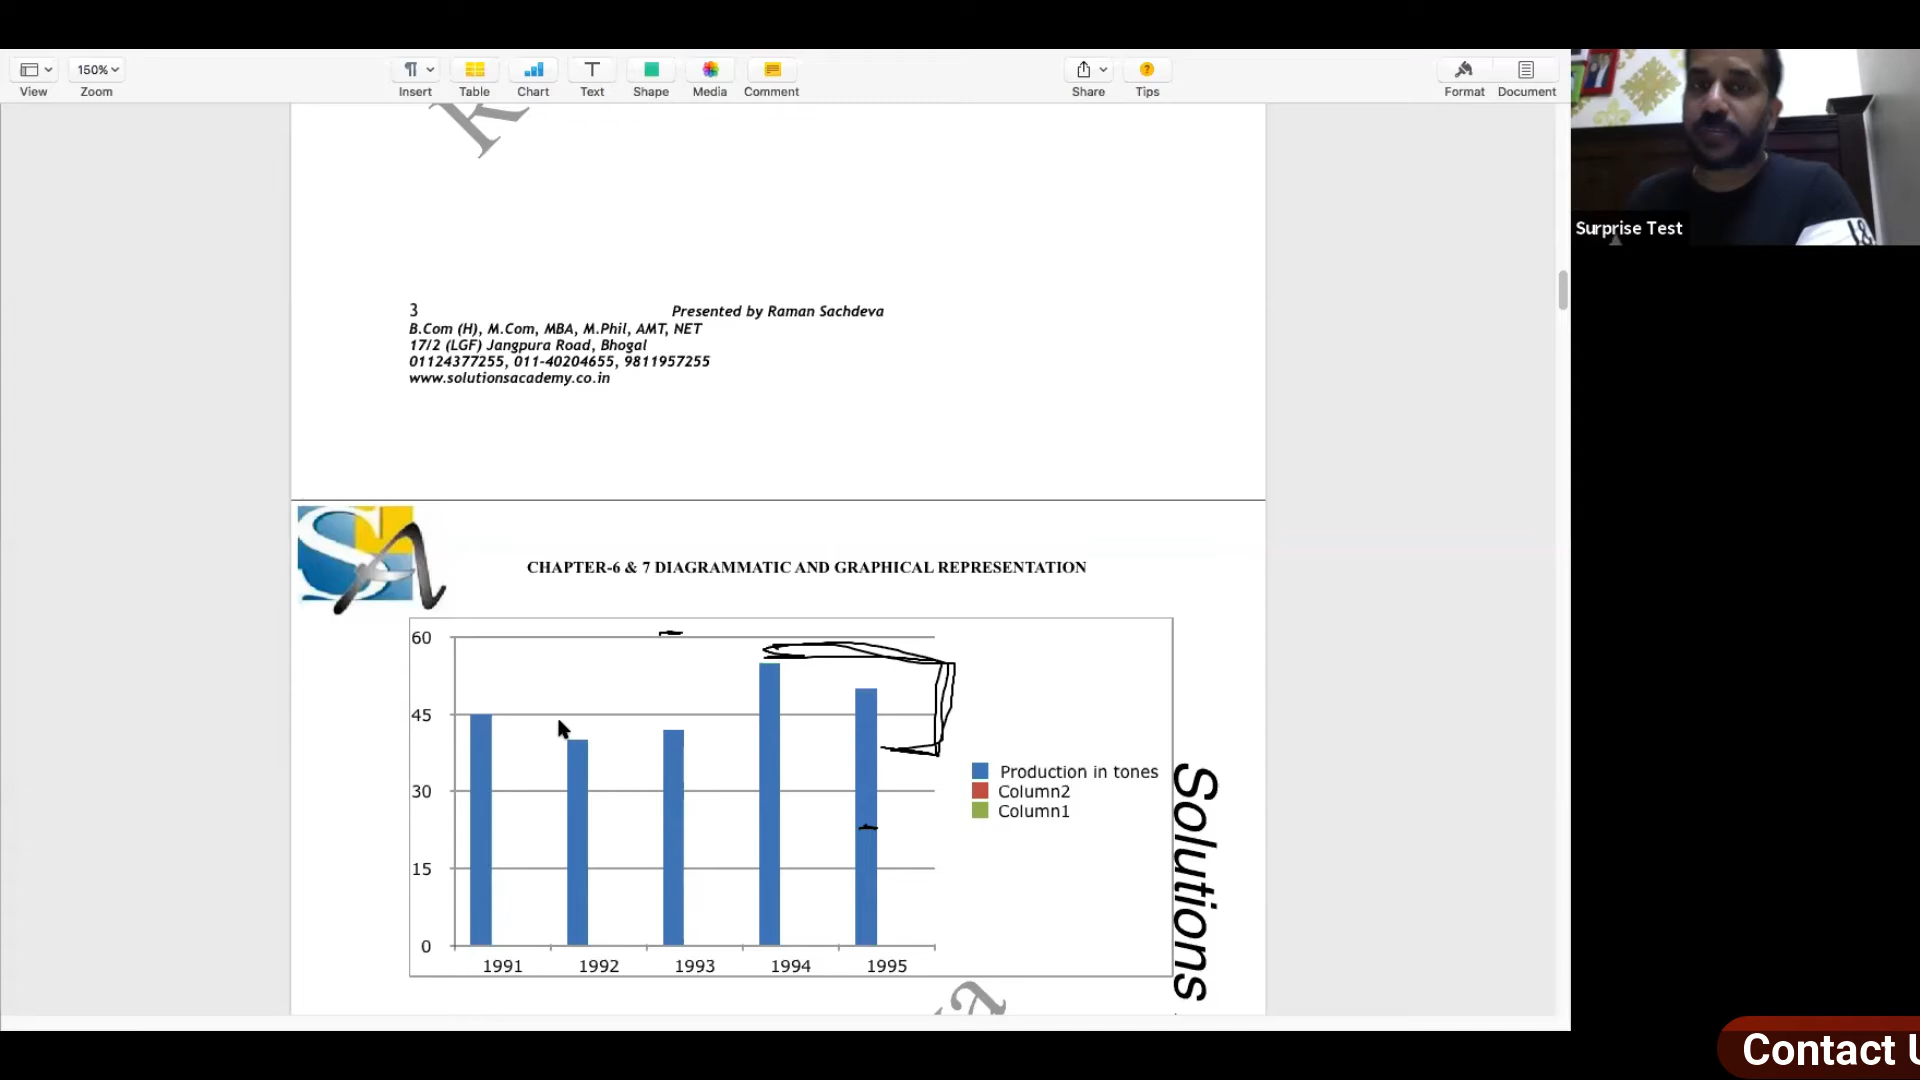 150%
View
Zoom
Insert
Table
Chart
Text
Shape
Media
Comment
Share
Tips
Format
Document
Surprise Test
3 Presented by Raman Sachdeva
B.Com (H), M.Com, MBA, M.Phil, AMT, NET
17/2 (LGF) Jangpura Road, Bhogal
01124377255, 011-40204655, 9811957255
www.solutionsacademy.co.in
SA
CHAPTER-6 & 7 DIAGRAMMATIC AND GRAPHICAL REPRESENTATION
60
45
30
15
0
1991 1992 1993 1994 1995
Production in tones
Column2
Column1
Solutions
Contact U